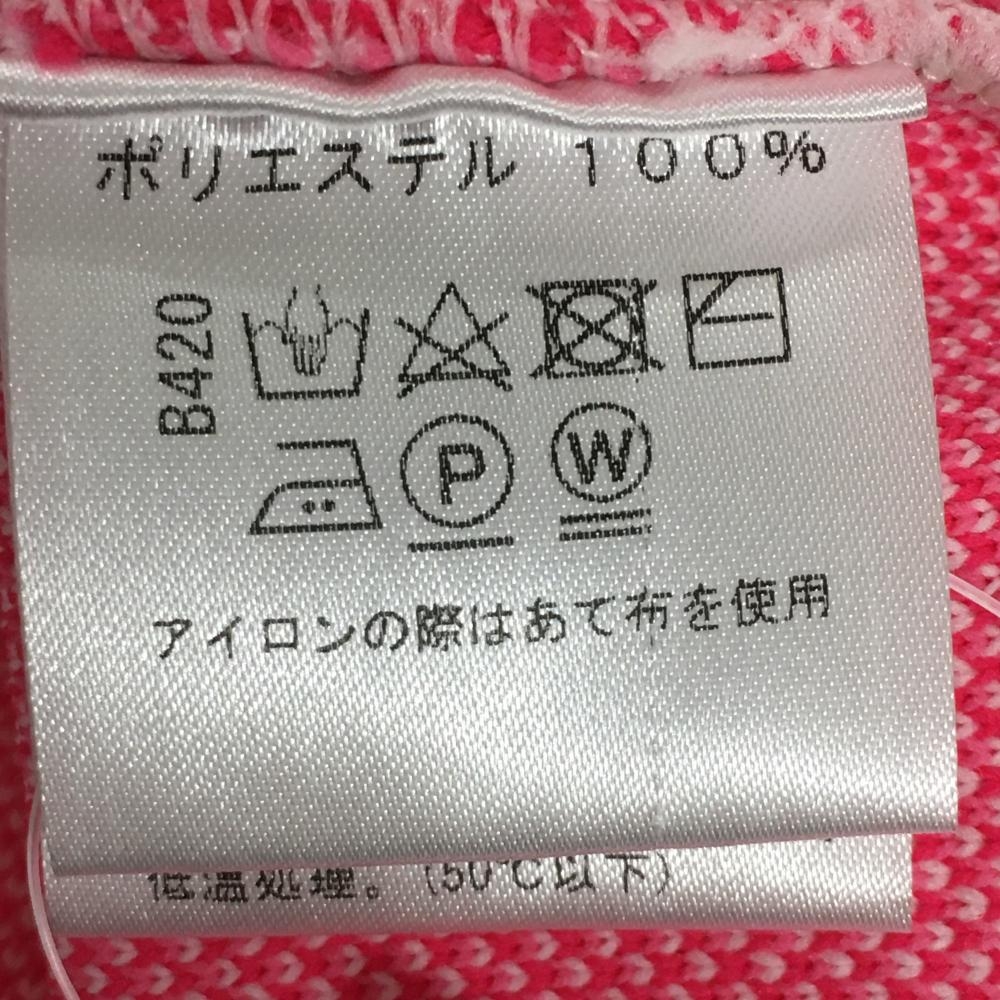 ポリエステル 100%
B420
P W
アイロンの際はあて布を使用
低温処理。(50℃以下)